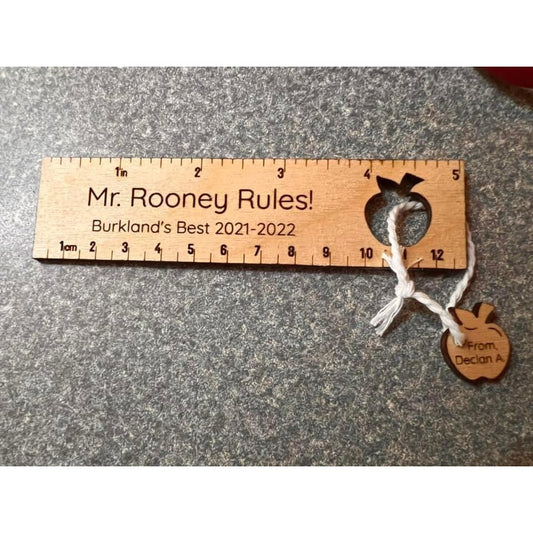 1in 2 3 4 5
Mr. Rooney Rules!
Burkland's Best 2021-2022
1cm 2 3 4 5 6 7 8 9 10 12
From,
Declan A.